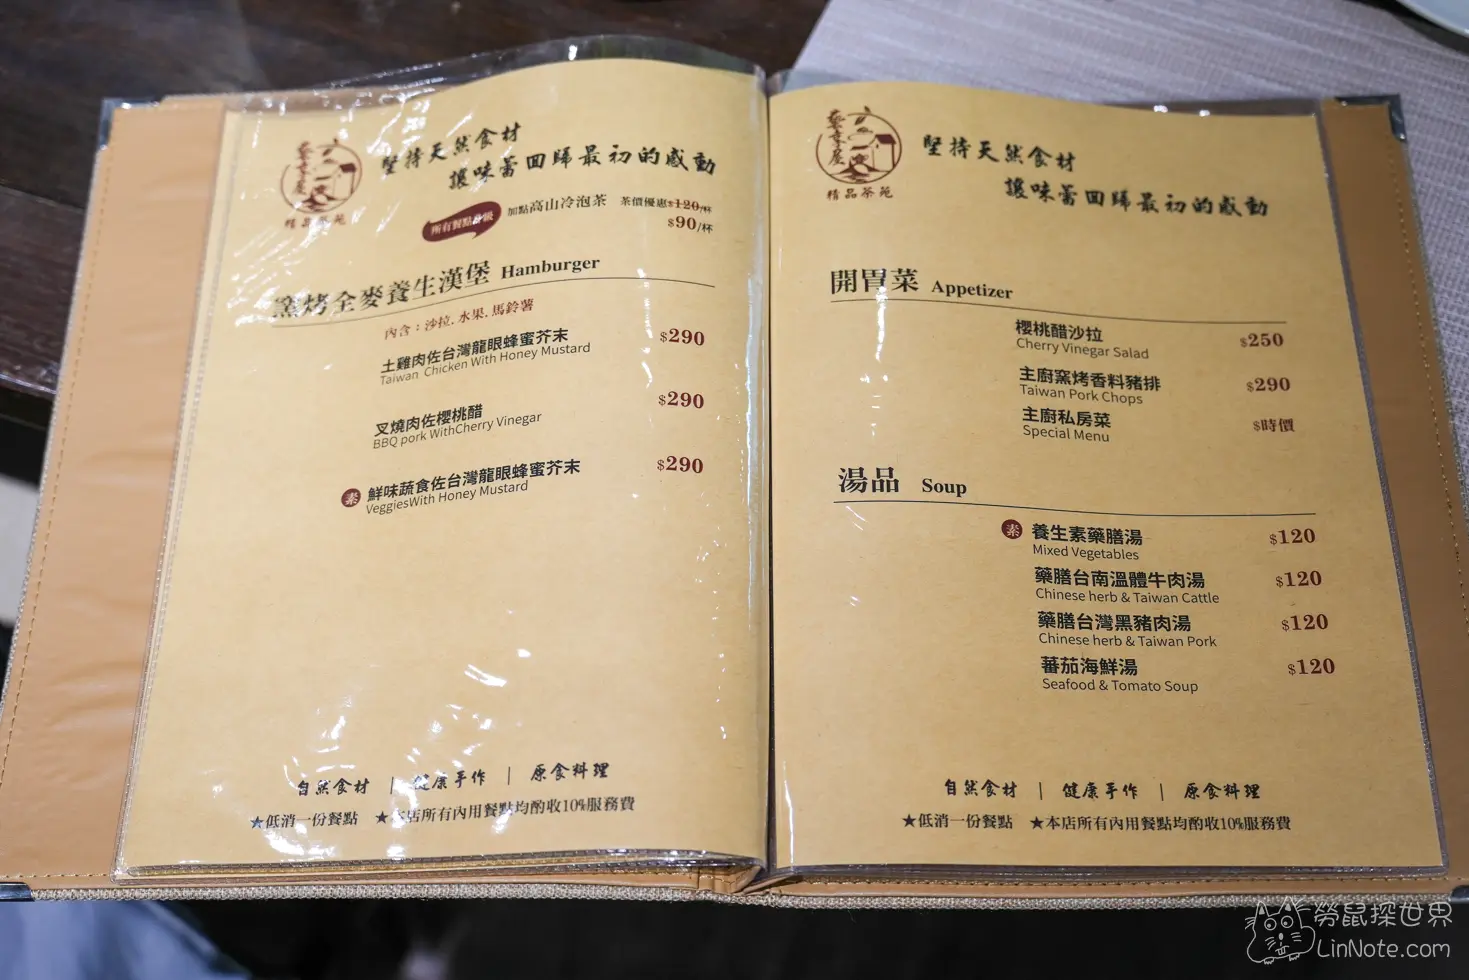 精品茶苑
堅持天然食材
讓味蕾回歸最初的感動
所有餐點升級
加點高山冷泡茶 茶價優惠$120/杯
$90/杯
窯烤全麥養生漢堡 Hamburger
內含：沙拉.水果.馬鈴薯
土雞肉佐台灣龍眼蜂蜜芥末 $290
Taiwan Chicken With Honey Mustard
叉燒肉佐櫻桃醋 $290
BBQ pork WithCherry Vinegar
素 鮮味蔬食佐台灣龍眼蜂蜜芥末 $290
VeggiesWith Honey Mustard
自然食材 | 健康手作 | 原食料理
★低消一份餐點 ★本店所有內用餐點均酌收10%服務費
精品茶苑
堅持天然食材
讓味蕾回歸最初的感動
開胃菜 Appetizer
櫻桃醋沙拉 $250
Cherry Vinegar Salad
主廚窯烤香料豬排 $290
Taiwan Pork Chops
主廚私房菜 $時價
Special Menu
湯品 Soup
素 養生素藥膳湯 $120
Mixed Vegetables
藥膳台南溫體牛肉湯 $120
Chinese herb & Taiwan Cattle
藥膳台灣黑豬肉湯 $120
Chinese herb & Taiwan Pork
蕃茄海鮮湯 $120
Seafood & Tomato Soup
自然食材 | 健康手作 | 原食料理
★低消一份餐點 ★本店所有內用餐點均酌收10%服務費
勞鼠探世界
LinNote.com